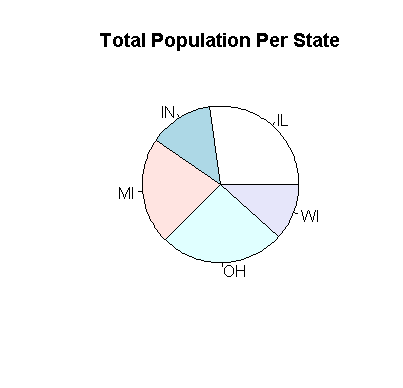 Total Population Per State
IN
IL
MI
WI
OH